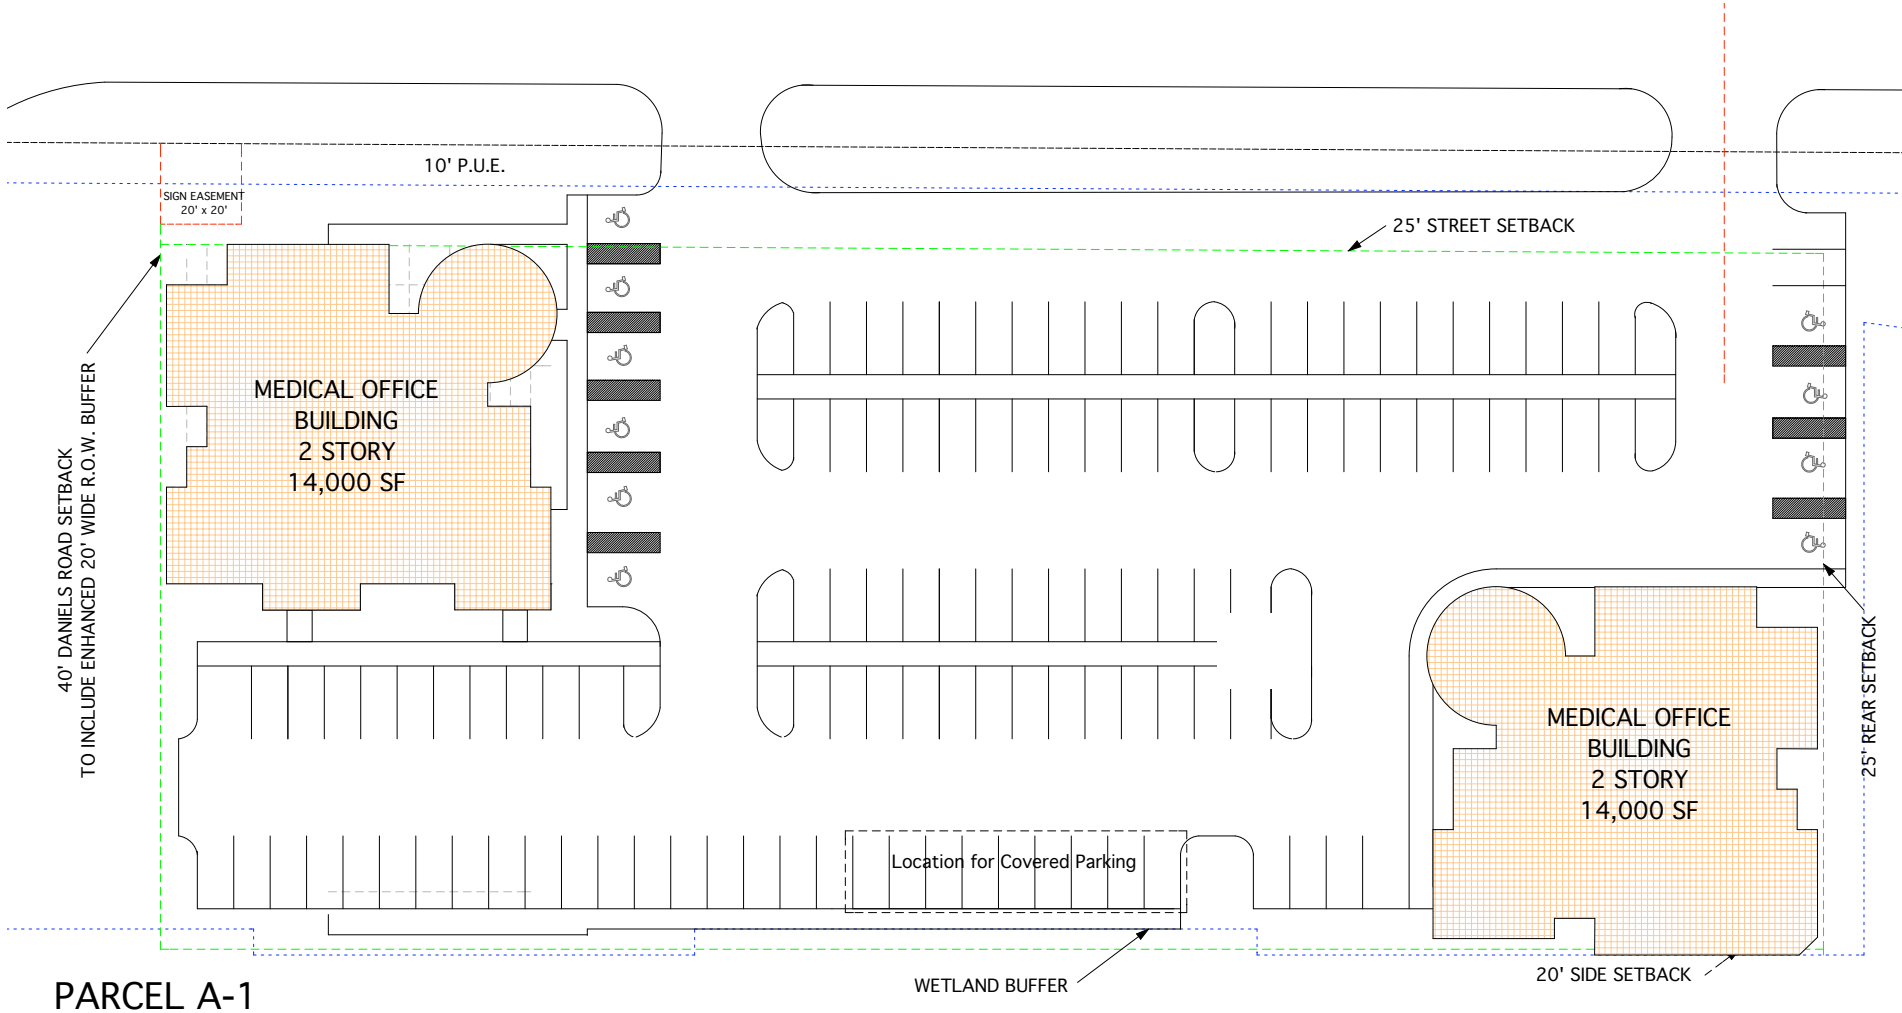 10' P.U.E.
SIGN EASEMENT
20' x 20'
25' STREET SETBACK
40' DANIELS ROAD SETBACK
TO INCLUDE ENHANCED 20' WIDE R.O.W. BUFFER
MEDICAL OFFICE
BUILDING
2 STORY
14,000 SF
MEDICAL OFFICE
BUILDING
2 STORY
14,000 SF
25' REAR SETBACK
Location for Covered Parking
WETLAND BUFFER
20' SIDE SETBACK
PARCEL A-1